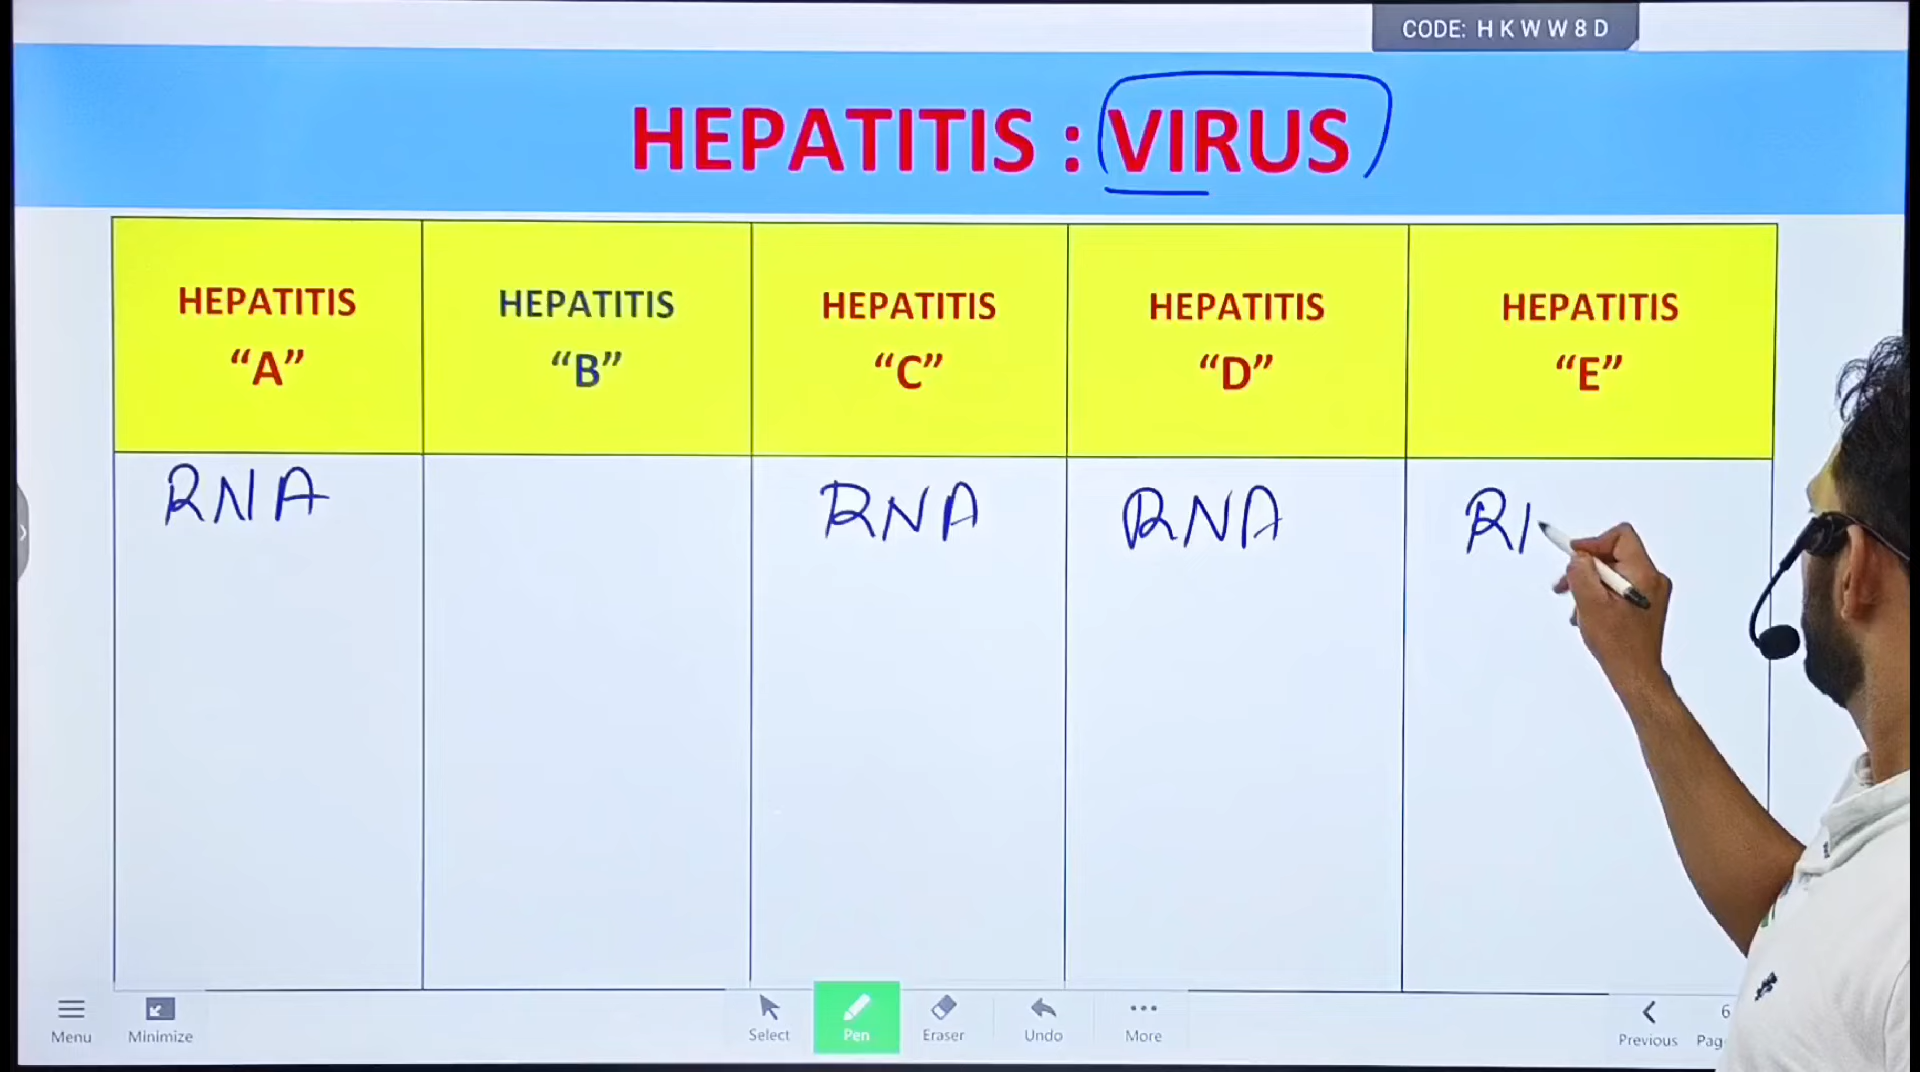 CODE: HKWW8D
HEPATITIS : VIRUS
HEPATITIS
“A”
HEPATITIS
“B”
HEPATITIS
“C”
HEPATITIS
“D”
HEPATITIS
“E”
RNA
RNA
RNA
Menu
Minimize
Select
Pen
Eraser
Undo
More
Previous
6